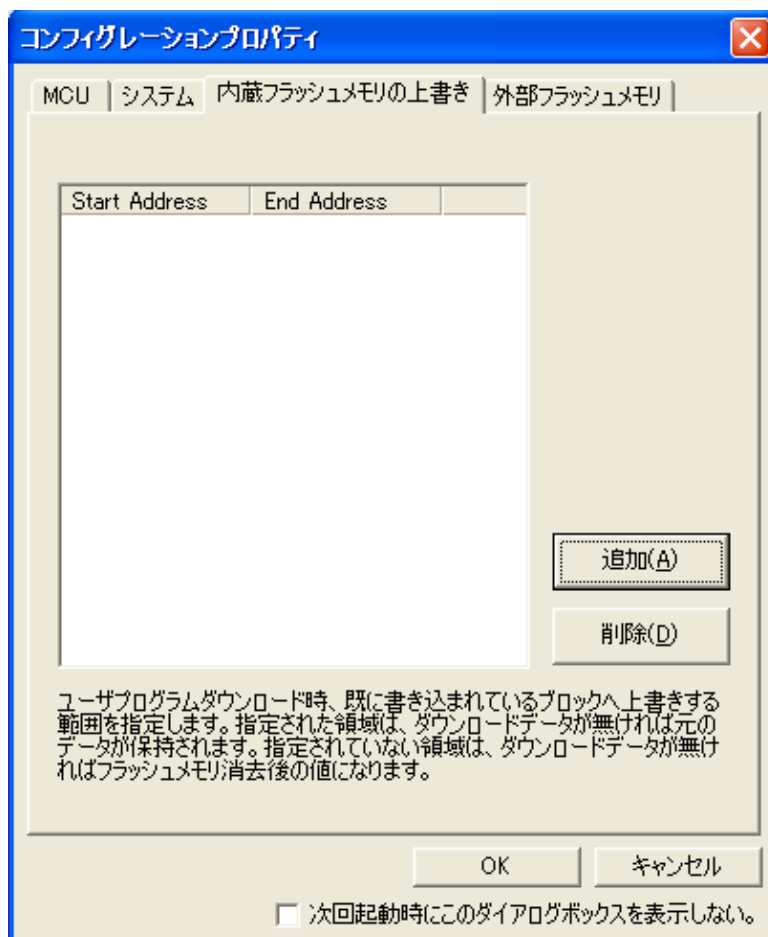 コンフィグレーションプロパティ
MCU システム 内蔵フラッシュメモリの上書き 外部フラッシュメモリ
Start Address End Address
追加(A)
削除(D)
ユーザプログラムダウンロード時、既に書き込まれているブロックへ上書きする
範囲を指定します。指定された領域は、ダウンロードデータが無ければ元の
データが保持されます。指定されていない領域は、ダウンロードデータが無け
ればフラッシュメモリ消去後の値になります。
OK キャンセル
次回起動時にこのダイアログボックスを表示しない。